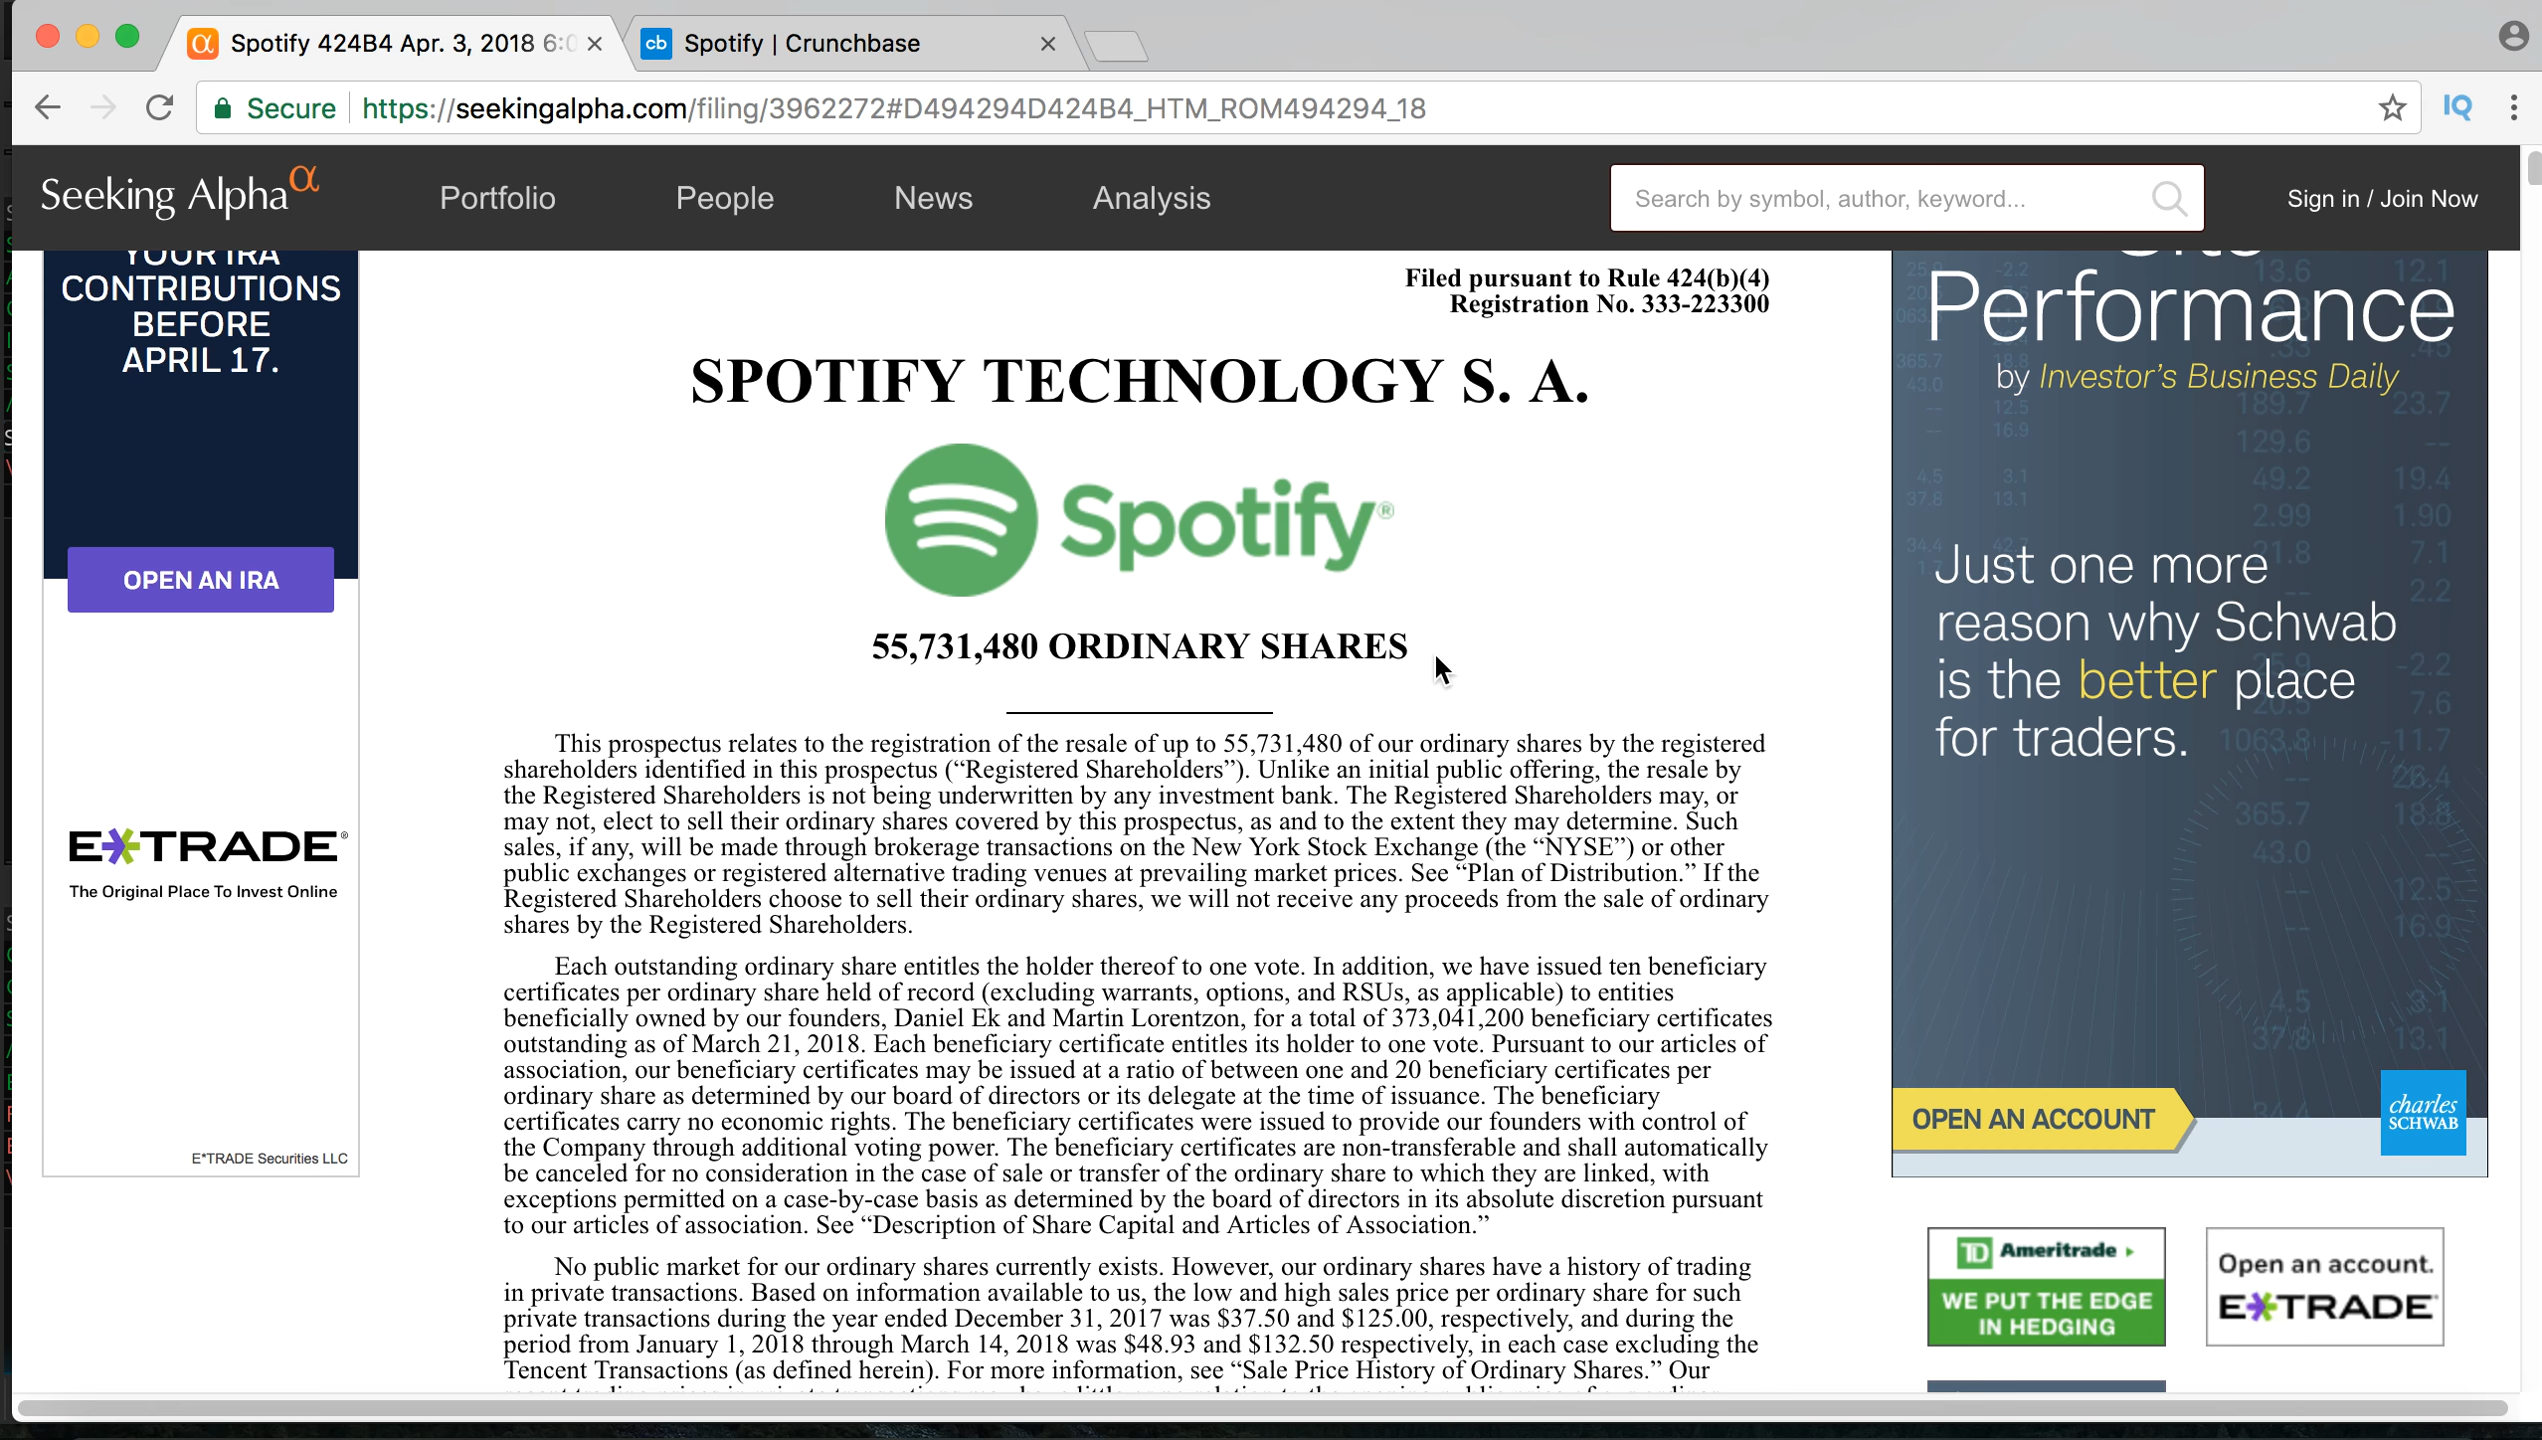 Spotify 424B4 Apr. 3, 2018 6:0
cb Spotify | Crunchbase
Secure https://seekingalpha.com/filing/3962272#D494294D424B4_HTM_ROM494294_18
IQ
Seeking Alpha α
Portfolio
People
News
Analysis
Search by symbol, author, keyword...
Sign in / Join Now
YOUR IRA
CONTRIBUTIONS
BEFORE
APRIL 17.
OPEN AN IRA
E*TRADE®
The Original Place To Invest Online
E*TRADE Securities LLC
Filed pursuant to Rule 424(b)(4)
Registration No. 333-223300
SPOTIFY TECHNOLOGY S. A.
Spotify®
55,731,480 ORDINARY SHARES
This prospectus relates to the registration of the resale of up to 55,731,480 of our ordinary shares by the registered
shareholders identified in this prospectus (“Registered Shareholders”). Unlike an initial public offering, the resale by
the Registered Shareholders is not being underwritten by any investment bank. The Registered Shareholders may, or
may not, elect to sell their ordinary shares covered by this prospectus, as and to the extent they may determine. Such
sales, if any, will be made through brokerage transactions on the New York Stock Exchange (the “NYSE”) or other
public exchanges or registered alternative trading venues at prevailing market prices. See “Plan of Distribution.” If the
Registered Shareholders choose to sell their ordinary shares, we will not receive any proceeds from the sale of ordinary
shares by the Registered Shareholders.
Each outstanding ordinary share entitles the holder thereof to one vote. In addition, we have issued ten beneficiary
certificates per ordinary share held of record (excluding warrants, options, and RSUs, as applicable) to entities
beneficially owned by our founders, Daniel Ek and Martin Lorentzon, for a total of 373,041,200 beneficiary certificates
outstanding as of March 21, 2018. Each beneficiary certificate entitles its holder to one vote. Pursuant to our articles of
association, our beneficiary certificates may be issued at a ratio of between one and 20 beneficiary certificates per
ordinary share as determined by our board of directors or its delegate at the time of issuance. The beneficiary
certificates carry no economic rights. The beneficiary certificates were issued to provide our founders with control of
the Company through additional voting power. The beneficiary certificates are non-transferable and shall automatically
be canceled for no consideration in the case of sale or transfer of the ordinary share to which they are linked, with
exceptions permitted on a case-by-case basis as determined by the board of directors in its absolute discretion pursuant
to our articles of association. See “Description of Share Capital and Articles of Association.”
No public market for our ordinary shares currently exists. However, our ordinary shares have a history of trading
in private transactions. Based on information available to us, the low and high sales price per ordinary share for such
private transactions during the year ended December 31, 2017 was $37.50 and $125.00, respectively, and during the
period from January 1, 2018 through March 14, 2018 was $48.93 and $132.50 respectively, in each case excluding the
Tencent Transactions (as defined herein). For more information, see “Sale Price History of Ordinary Shares.” Our
Performance
by Investor's Business Daily
Just one more
reason why Schwab
is the better place
for traders.
OPEN AN ACCOUNT
charles
SCHWAB
TD Ameritrade
WE PUT THE EDGE
IN HEDGING
Open an account.
E*TRADE